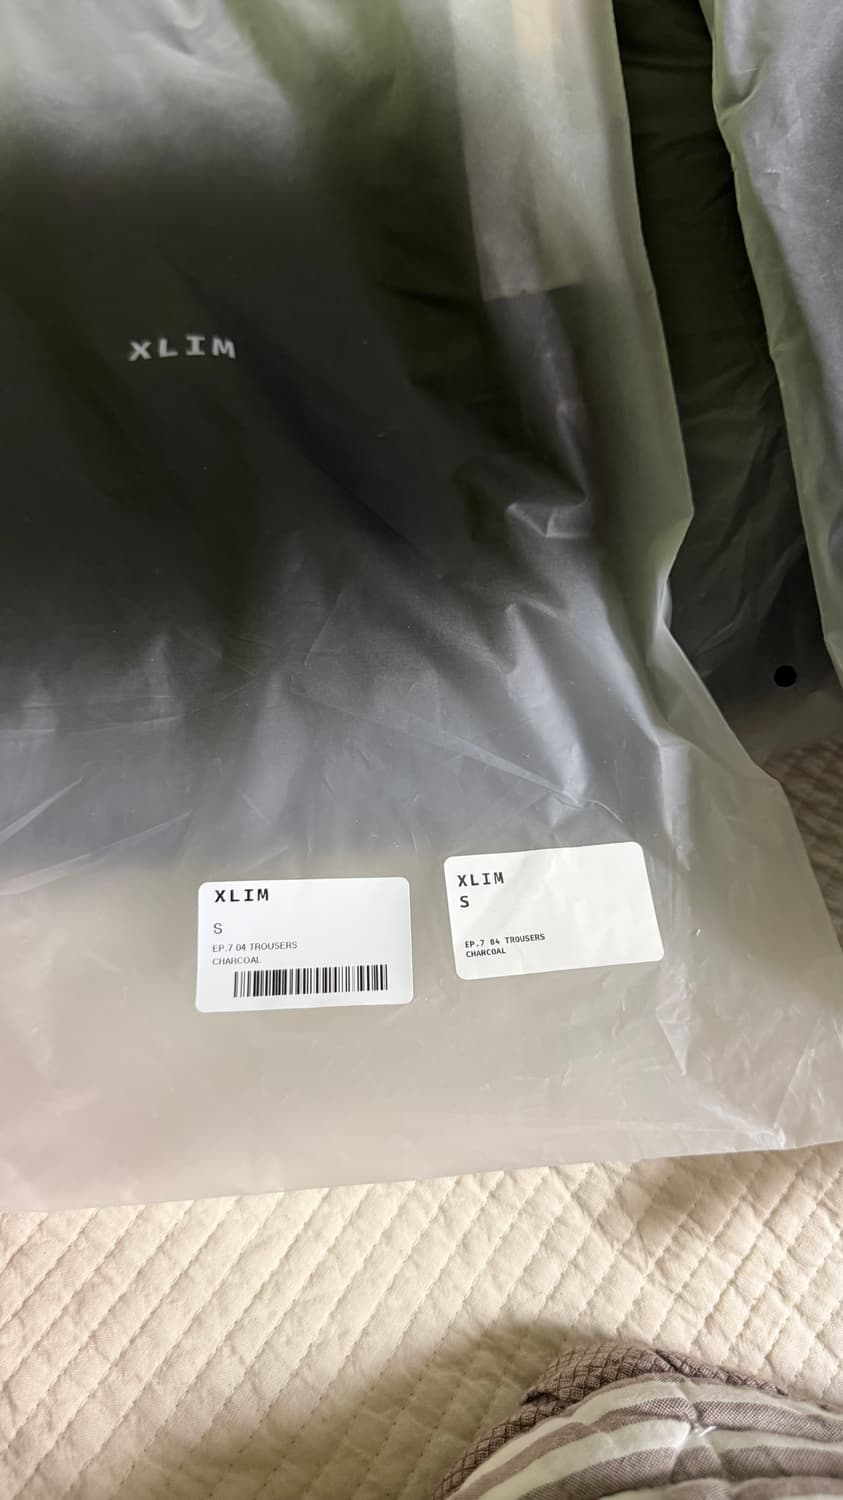 XLIM
XLIM
S
EP.7 04 TROUSERS
CHARCOAL
XLIM
S
EP.7 04 TROUSERS
CHARCOAL